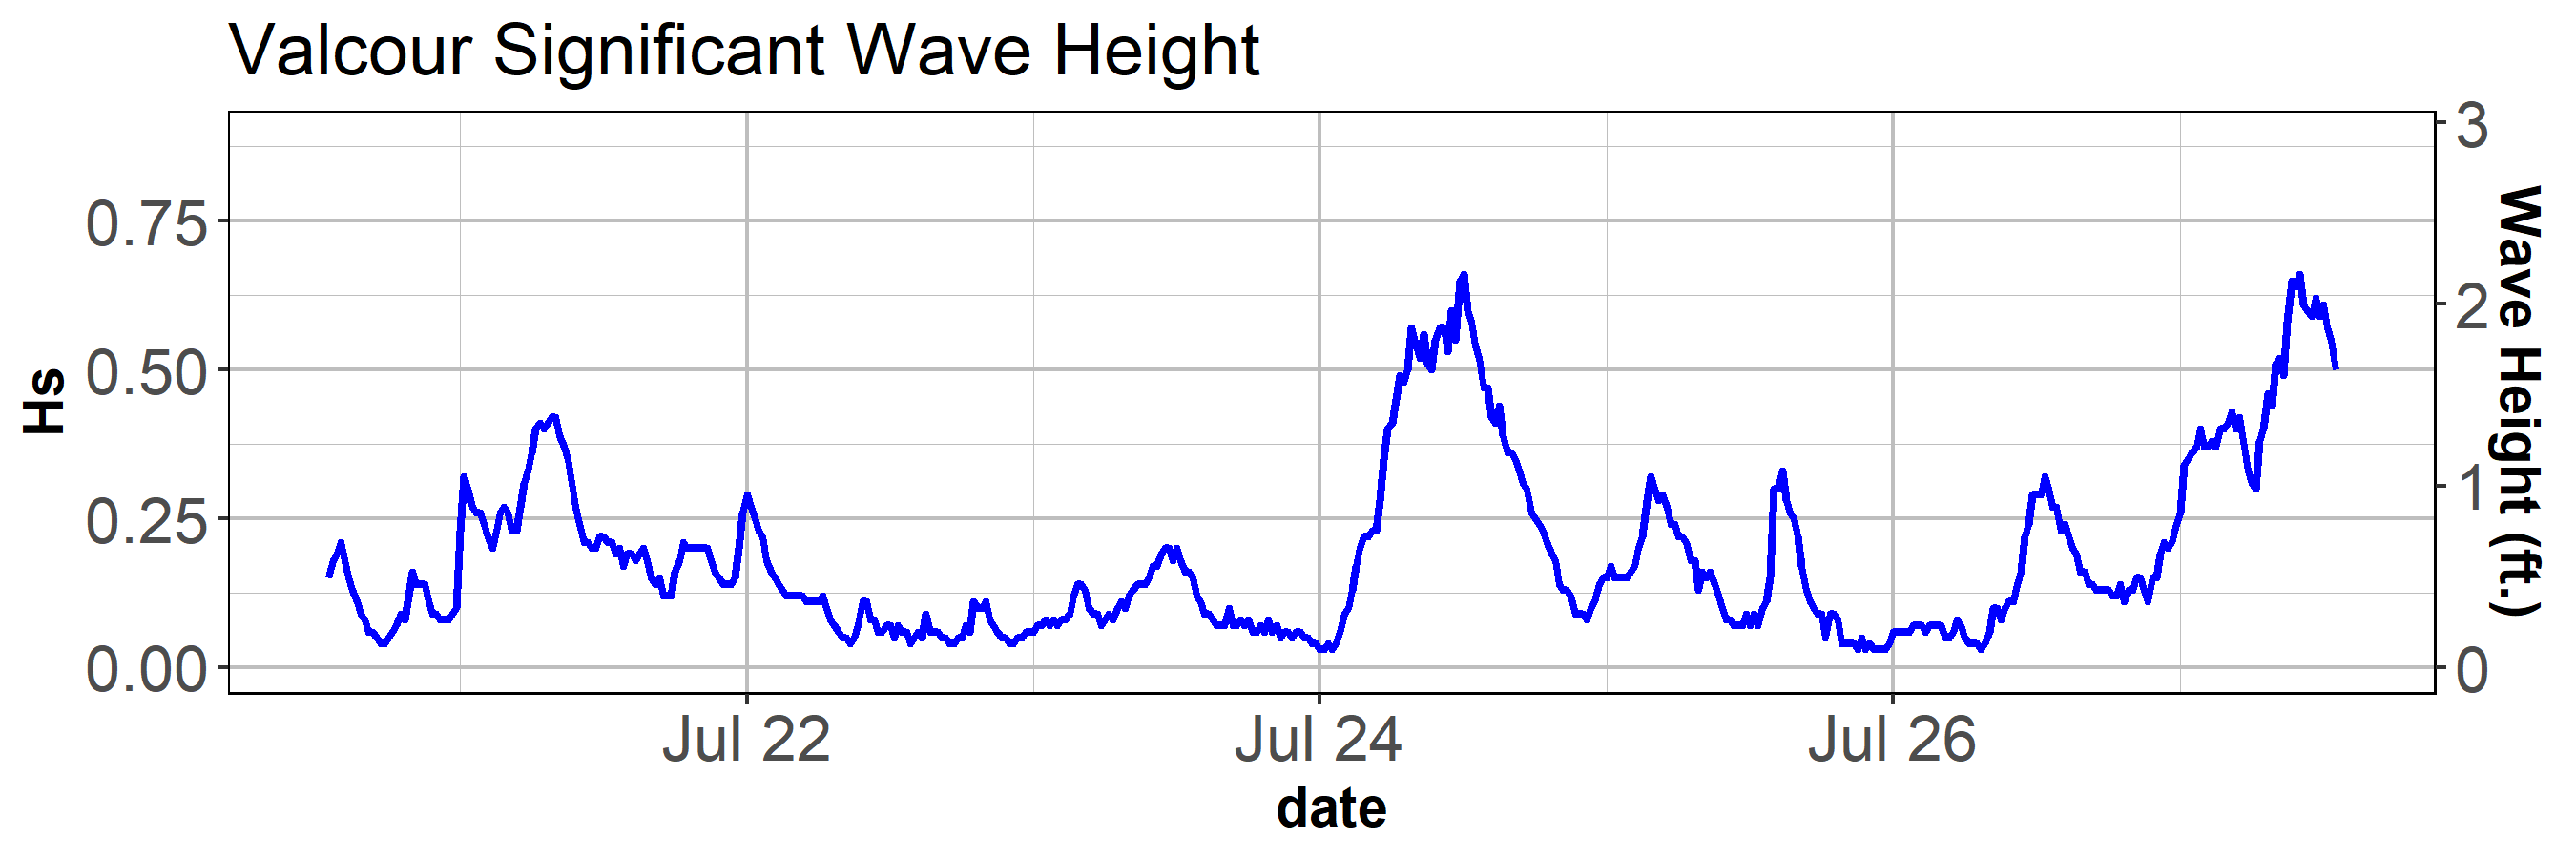 Valcour Significant Wave Height
Hs
0.75
0.50
0.25
0.00
3
2
1
0
Wave Height (ft.)
Jul 22
Jul 24
Jul 26
date